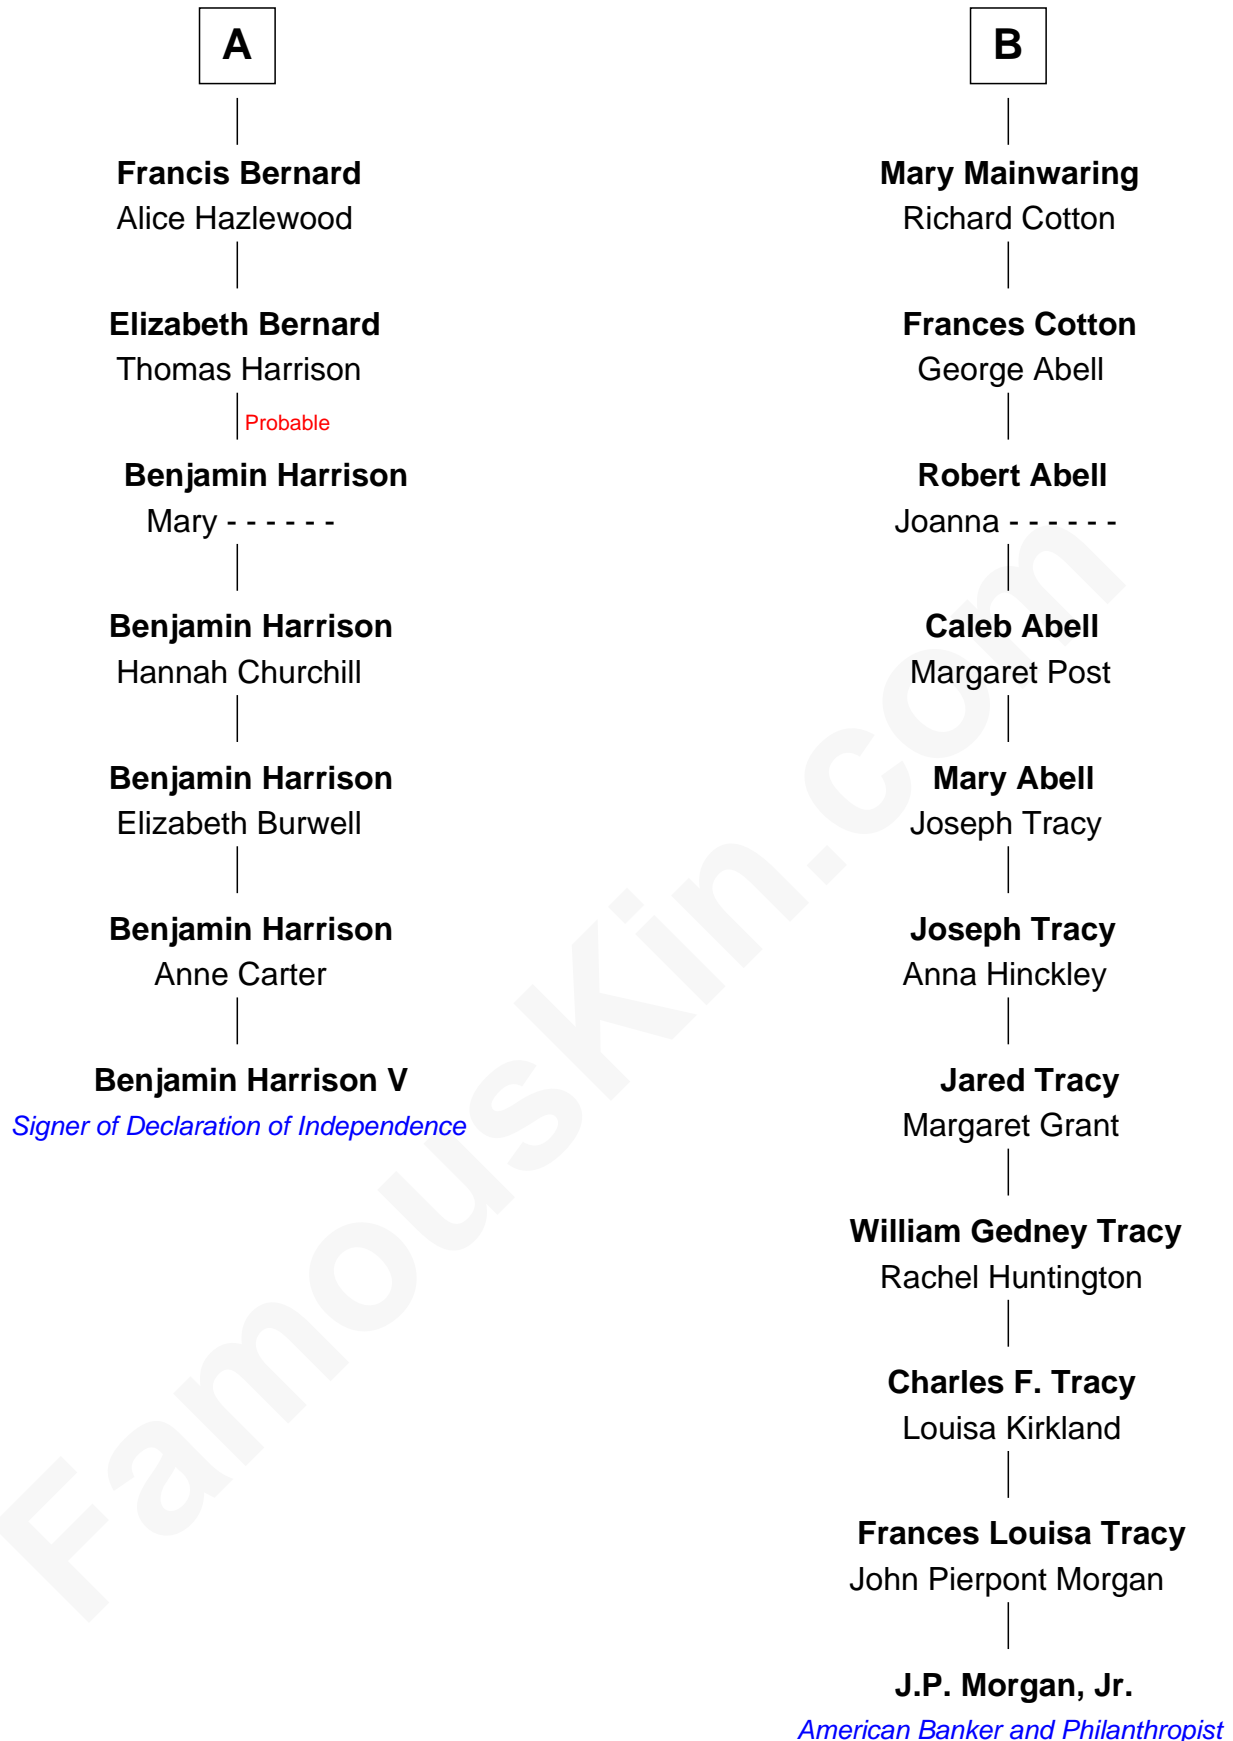 A
Francis Bernard
Alice Hazlewood
Elizabeth Bernard
Thomas Harrison
Probable
Benjamin Harrison
Mary - - - - - -
Benjamin Harrison
Hannah Churchill
Benjamin Harrison
Elizabeth Burwell
Benjamin Harrison
Anne Carter
Benjamin Harrison V
Signer of Declaration of Independence
B
Mary Mainwaring
Richard Cotton
Frances Cotton
George Abell
Robert Abell
Joanna - - - - - -
Caleb Abell
Margaret Post
Mary Abell
Joseph Tracy
Joseph Tracy
Anna Hinckley
Jared Tracy
Margaret Grant
William Gedney Tracy
Rachel Huntington
Charles F. Tracy
Louisa Kirkland
Frances Louisa Tracy
John Pierpont Morgan
J.P. Morgan, Jr.
American Banker and Philanthropist
FamousKin.com